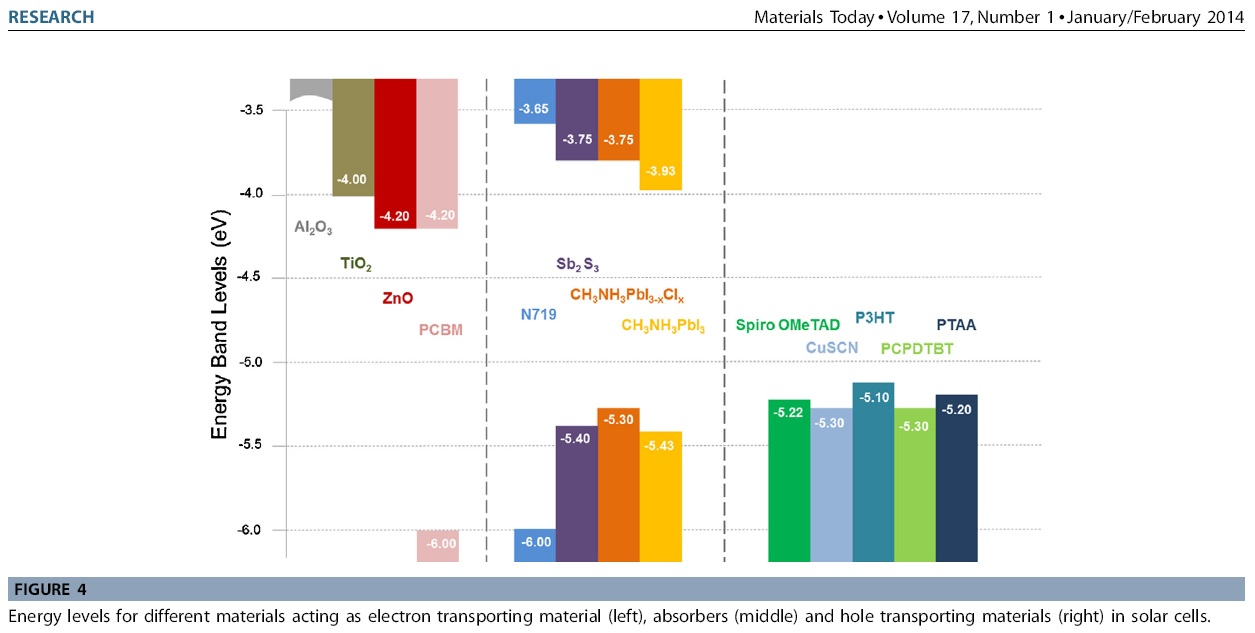 RESEARCH
Materials Today • Volume 17, Number 1 • January/February 2014
Energy Band Levels (eV)
-3.5
-4.0
-4.5
-5.0
-5.5
-6.0
-4.00
-4.20
-4.20
-6.00
Al₂O₃
TiO₂
ZnO
PCBM
-3.65
-3.75
-3.75
-3.93
Sb₂S₃
CH₃NH₃PbI₃₋ₓClₓ
N719
CH₃NH₃PbI₃
-6.00
-5.40
-5.30
-5.43
Spiro OMeTAD
P3HT
PTAA
CuSCN
PCPDTBT
-5.22
-5.30
-5.10
-5.30
-5.20
FIGURE 4
Energy levels for different materials acting as electron transporting material (left), absorbers (middle) and hole transporting materials (right) in solar cells.